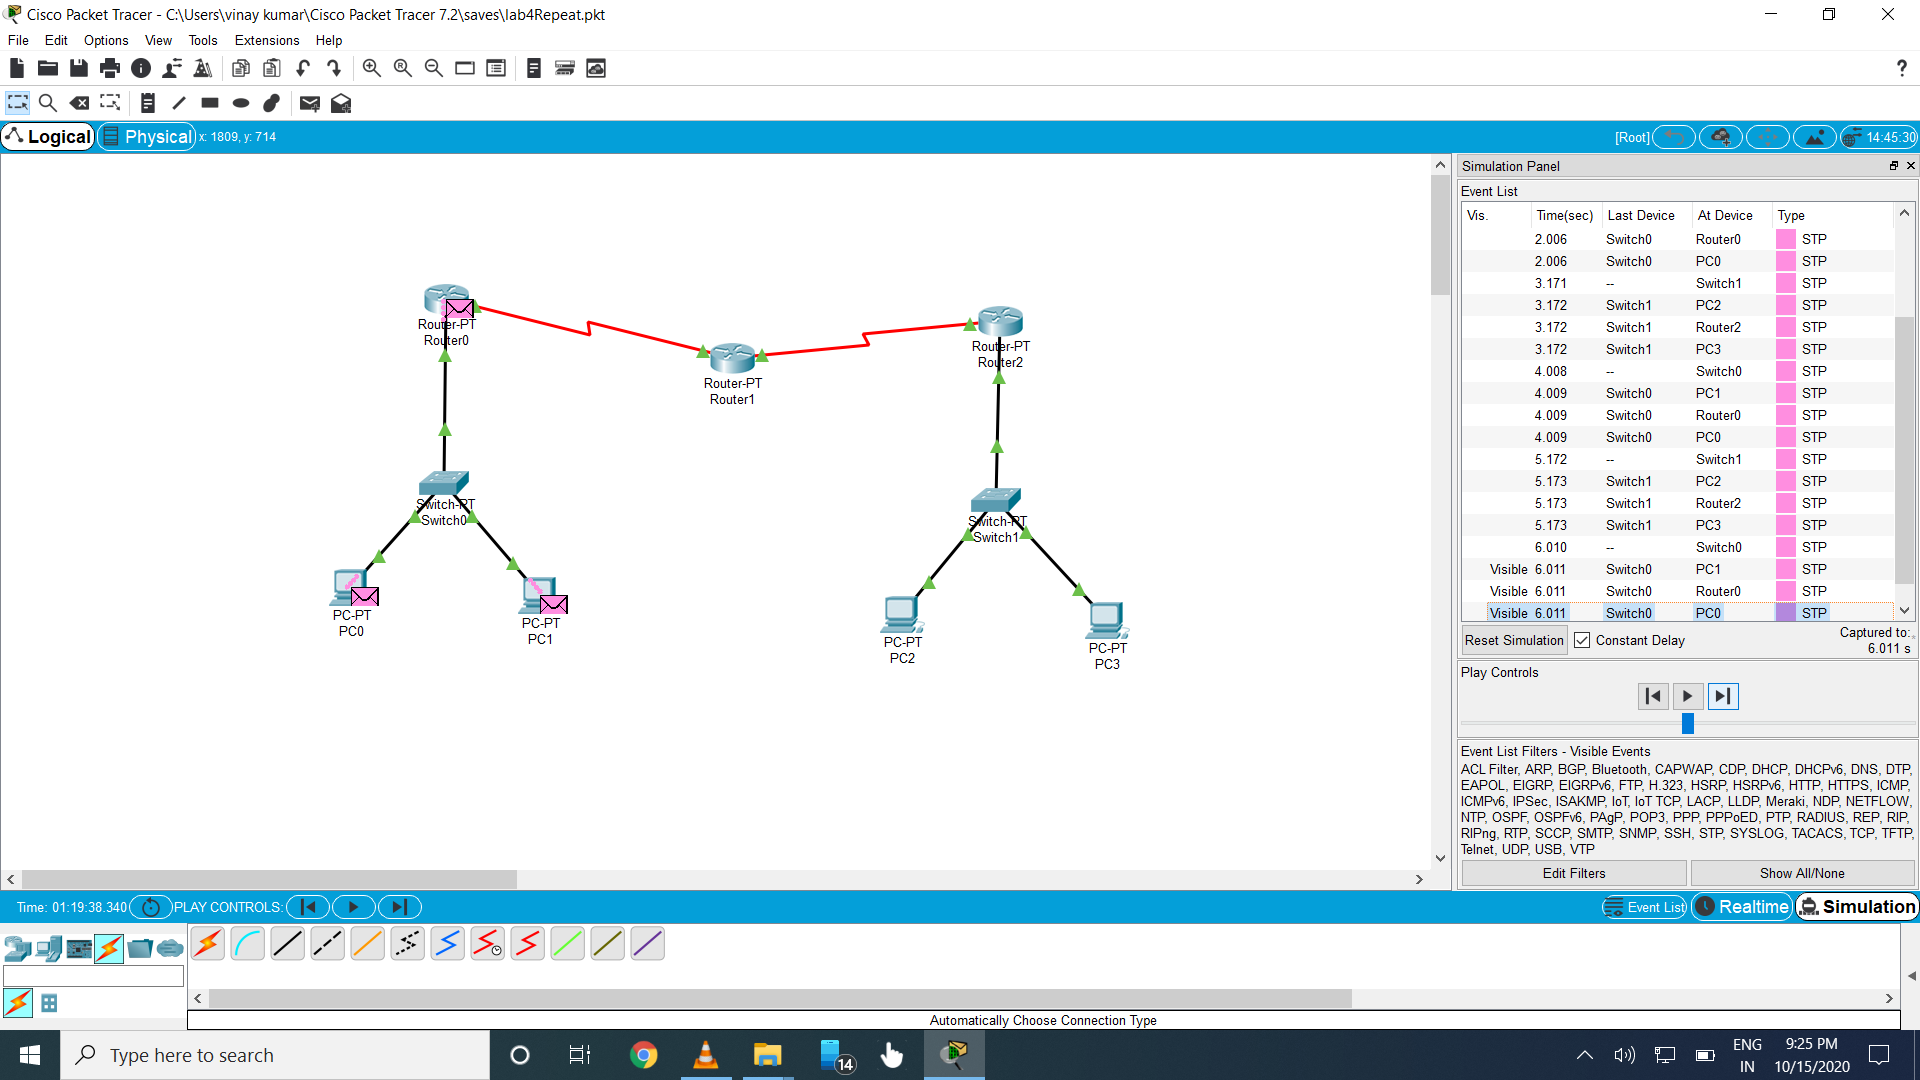 Cisco Packet Tracer - C:\Users\vinay kumar\Cisco Packet Tracer 7.2\saves\lab4Repeat.pkt
File Edit Options View Tools Extensions Help
?
Logical Physical x: 1809, y: 714 [Root] 14:45:30
Simulation Panel
Event List
Vis. Time(sec) Last Device At Device Type
2.006 Switch0 Router0 STP
2.006 Switch0 PC0 STP
3.171 -- Switch1 STP
3.172 Switch1 PC2 STP
3.172 Switch1 Router2 STP
3.172 Switch1 PC3 STP
4.008 -- Switch0 STP
4.009 Switch0 PC1 STP
4.009 Switch0 Router0 STP
4.009 Switch0 PC0 STP
5.172 -- Switch1 STP
5.173 Switch1 PC2 STP
5.173 Switch1 Router2 STP
5.173 Switch1 PC3 STP
6.010 -- Switch0 STP
Visible 6.011 Switch0 PC1 STP
Visible 6.011 Switch0 Router0 STP
Visible 6.011 Switch0 PC0 STP
Reset Simulation Constant Delay Captured to:
6.011 s
Play Controls
Event List Filters - Visible Events
ACL Filter, ARP, BGP, Bluetooth, CAPWAP, CDP, DHCP, DHCPv6, DNS, DTP,
EAPOL, EIGRP, EIGRPv6, FTP, H.323, HSRP, HSRPv6, HTTP, HTTPS, ICMP,
ICMPv6, IPSec, ISAKMP, IoT, IoT TCP, LACP, LLDP, Meraki, NDP, NETFLOW,
NTP, OSPF, OSPFv6, PAgP, POP3, PPP, PPPoED, PTP, RADIUS, REP, RIP,
RIPng, RTP, SCCP, SMTP, SNMP, SSH, STP, SYSLOG, TACACS, TCP, TFTP,
Telnet, UDP, USB, VTP
Edit Filters Show All/None
Router-PT
Router0
Router-PT
Router1
Router-PT
Router2
Switch-PT
Switch0
Switch-PT
Switch1
PC-PT
PC0
PC-PT
PC1
PC-PT
PC2
PC-PT
PC3
Time: 01:19:38.340 PLAY CONTROLS: Event List Realtime Simulation
Automatically Choose Connection Type
Type here to search
14
ENG
IN
9:25 PM
10/15/2020